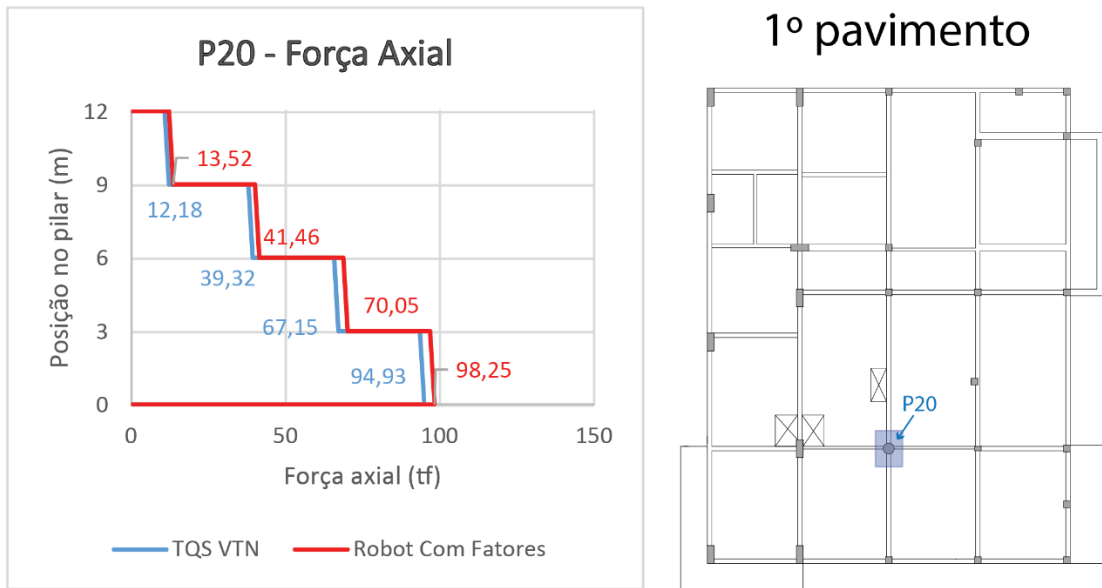 P20 - Força Axial
1º pavimento
Posição no pilar (m)
12
9
6
3
0
13,52
12,18
41,46
39,32
70,05
67,15
98,25
94,93
0
50
100
150
Força axial (tf)
TQS VTN
Robot Com Fatores
P20